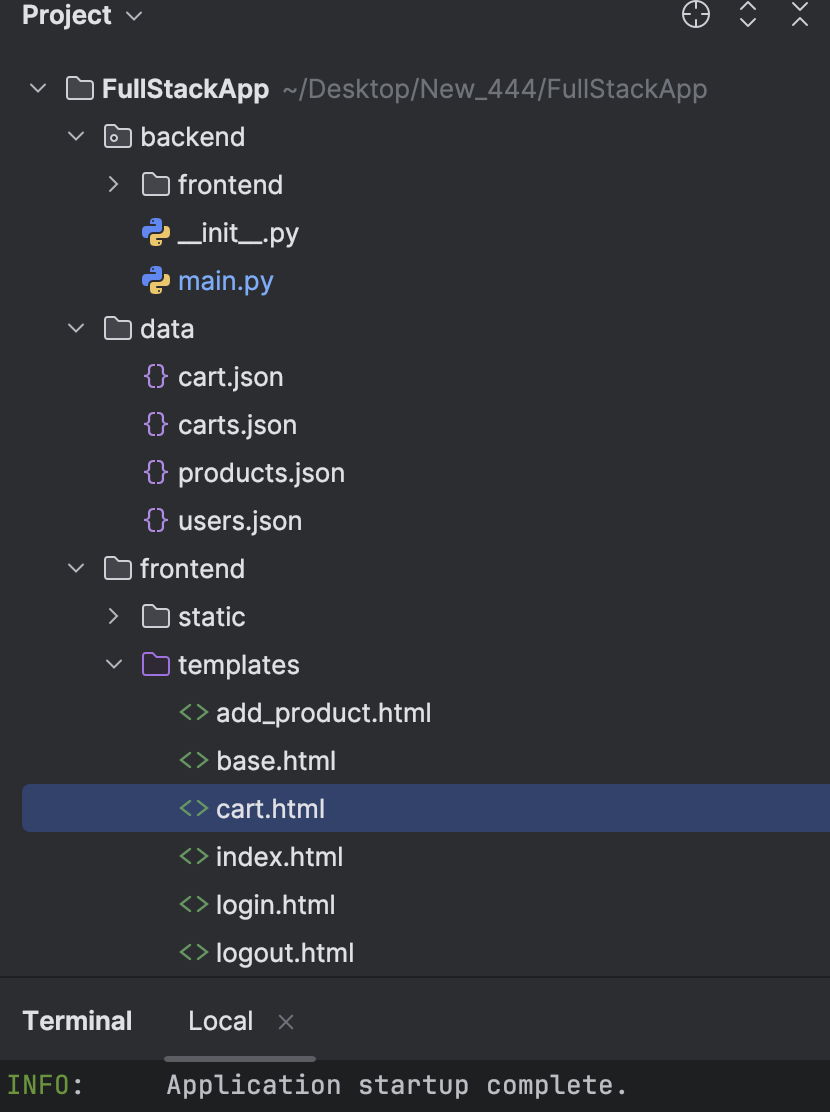 Project
FullStackApp ~/Desktop/New_444/FullStackApp
backend
frontend
__init__.py
main.py
data
cart.json
carts.json
products.json
users.json
frontend
static
templates
add_product.html
base.html
cart.html
index.html
login.html
logout.html
Terminal Local
INFO: Application startup complete.